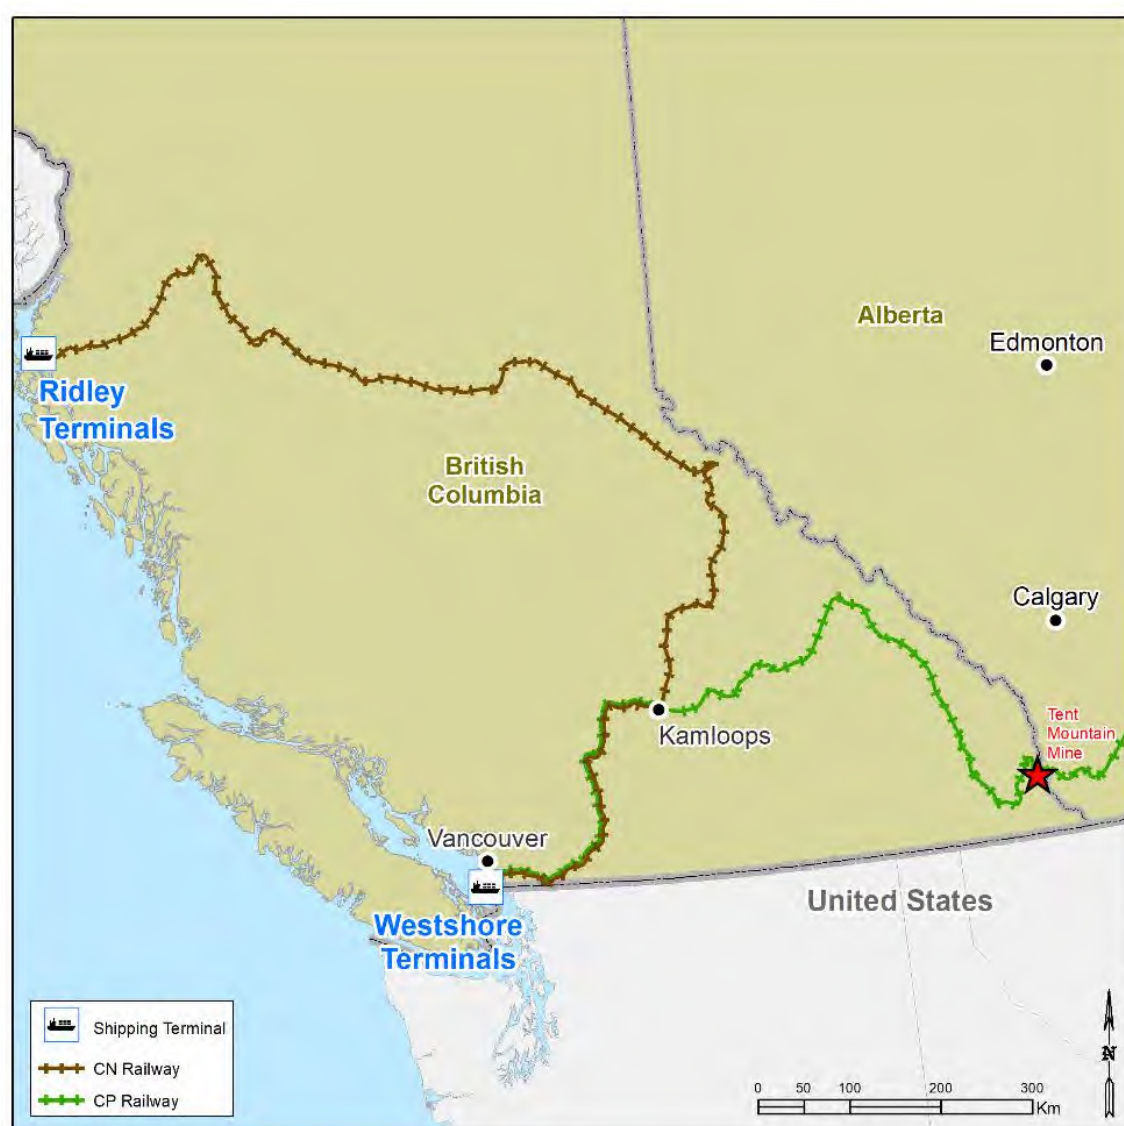 Alberta
Edmonton
Ridley
Terminals
British
Columbia
Calgary
Tent
Mountain
Mine
Kamloops
Vancouver
United States
Westshore
Terminals
Shipping Terminal
CN Railway
CP Railway
N
0 50 100 200 300
Km